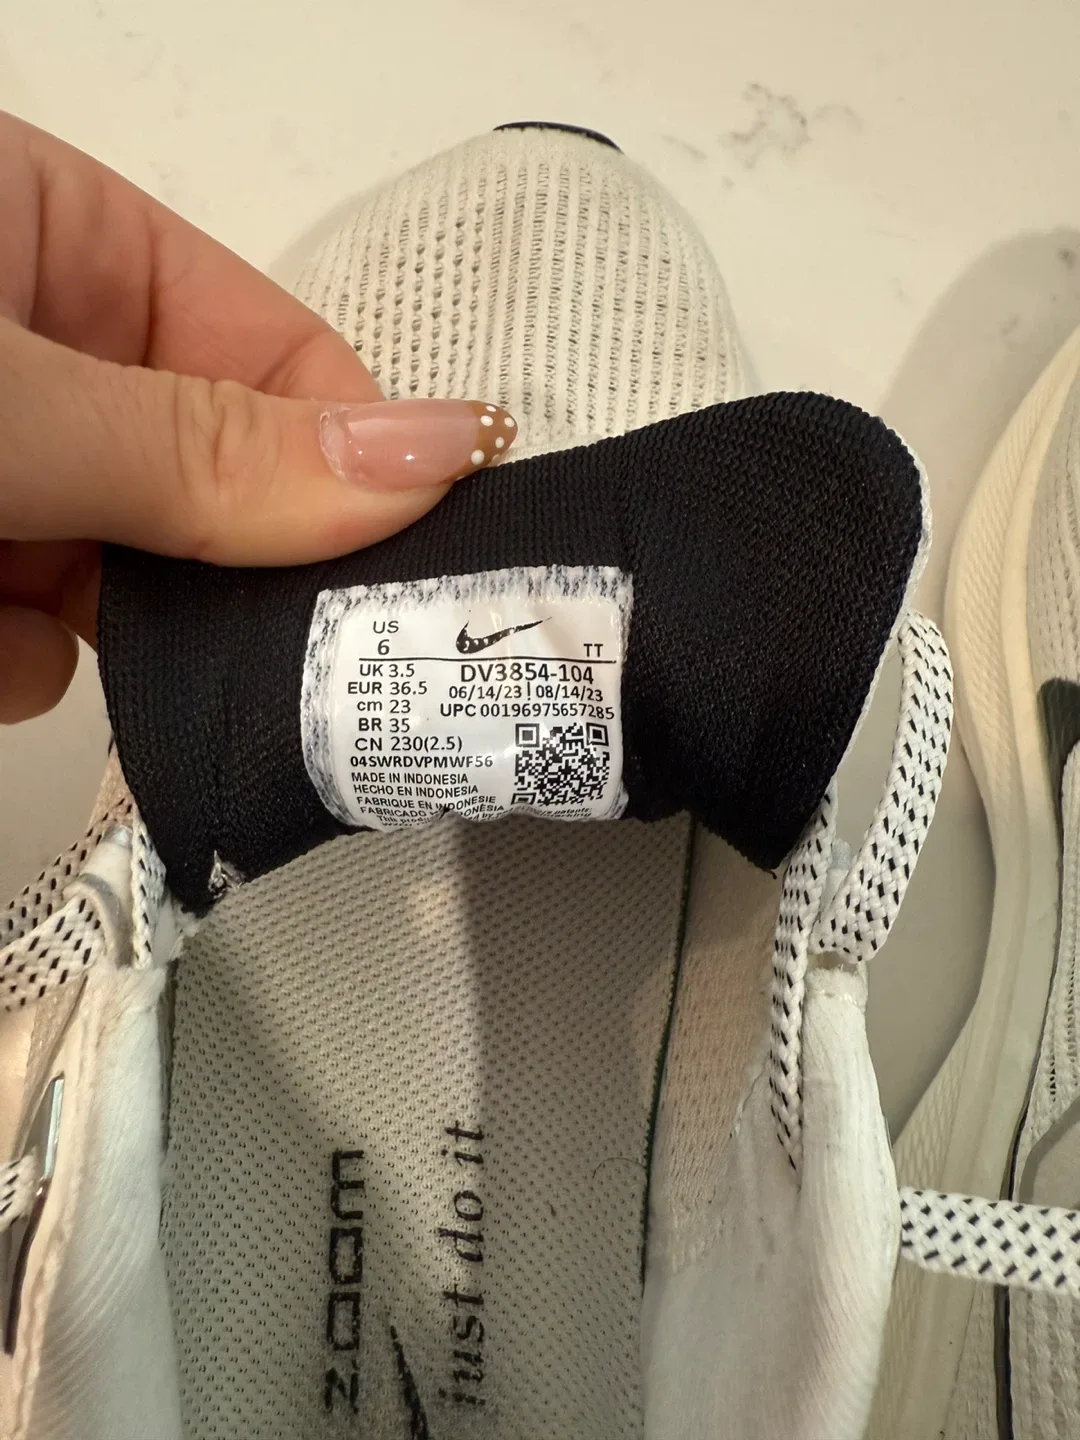 US
6
TT
UK 3.5
DV3854-104
EUR 36.5
06/14/23 | 08/14/23
cm 23
UPC 00196975657285
BR 35
CN 230(2.5)
04SWRDVPMWF56
MADE IN INDONESIA
HECHO EN INDONESIA
FABRIQUE EN INDONESIE
FABRICADO INDONÉSIA
This
zoom
just do it